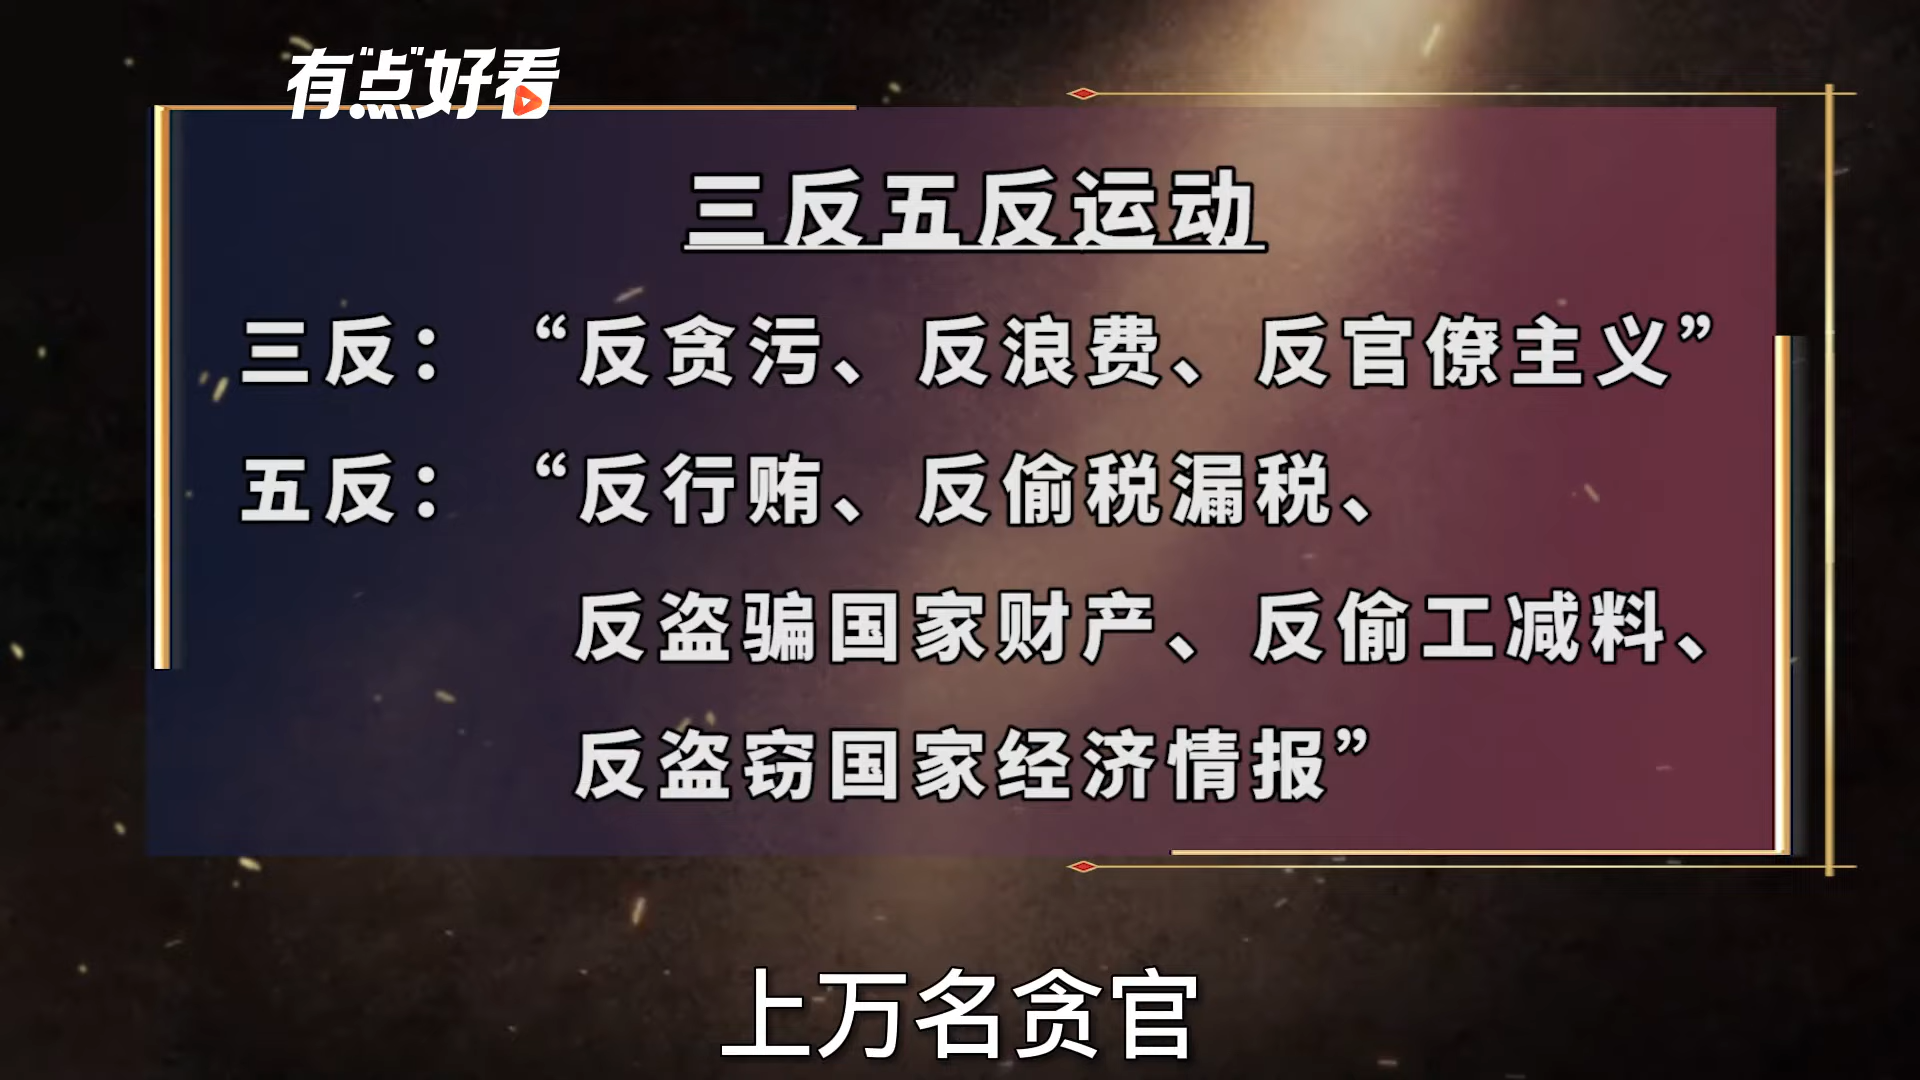 有"点"好看
三反五反运动
三反：“反贪污、反浪费、反官僚主义”
五反：“反行贿、反偷税漏税、
反盗骗国家财产、反偷工减料、
反盗窃国家经济情报”
上万名贪官